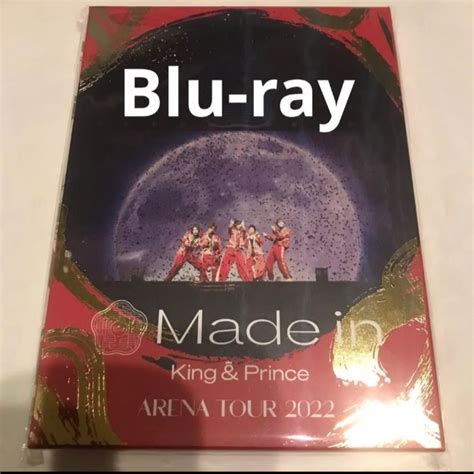 Blu-ray
Made in
King & Prince
ARENA TOUR 2022